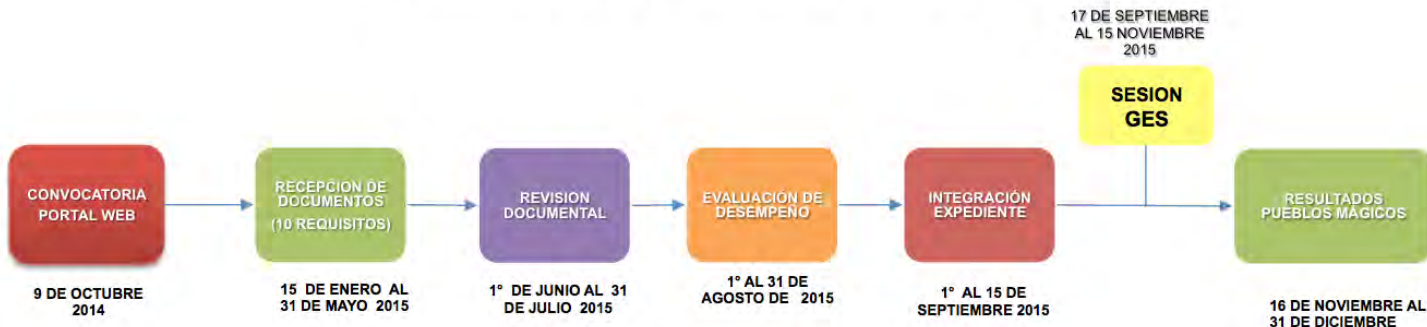 CONVOCATORIA
PORTAL WEB
9 DE OCTUBRE
2014
RECEPCION DE
DOCUMENTOS
(10 REQUISITOS)
15 DE ENERO AL
31 DE MAYO 2015
REVISION
DOCUMENTAL
1° DE JUNIO AL 31
DE JULIO 2015
EVALUACIÓN DE
DESEMPEÑO
1° AL 31 DE
AGOSTO DE 2015
INTEGRACIÓN
EXPEDIENTE
1° AL 15 DE
SEPTIEMBRE 2015
17 DE SEPTIEMBRE
AL 15 NOVIEMBRE
2015
SESION
GES
RESULTADOS
PUEBLOS MÁGICOS
16 DE NOVIEMBRE AL
31 DE DICIEMBRE